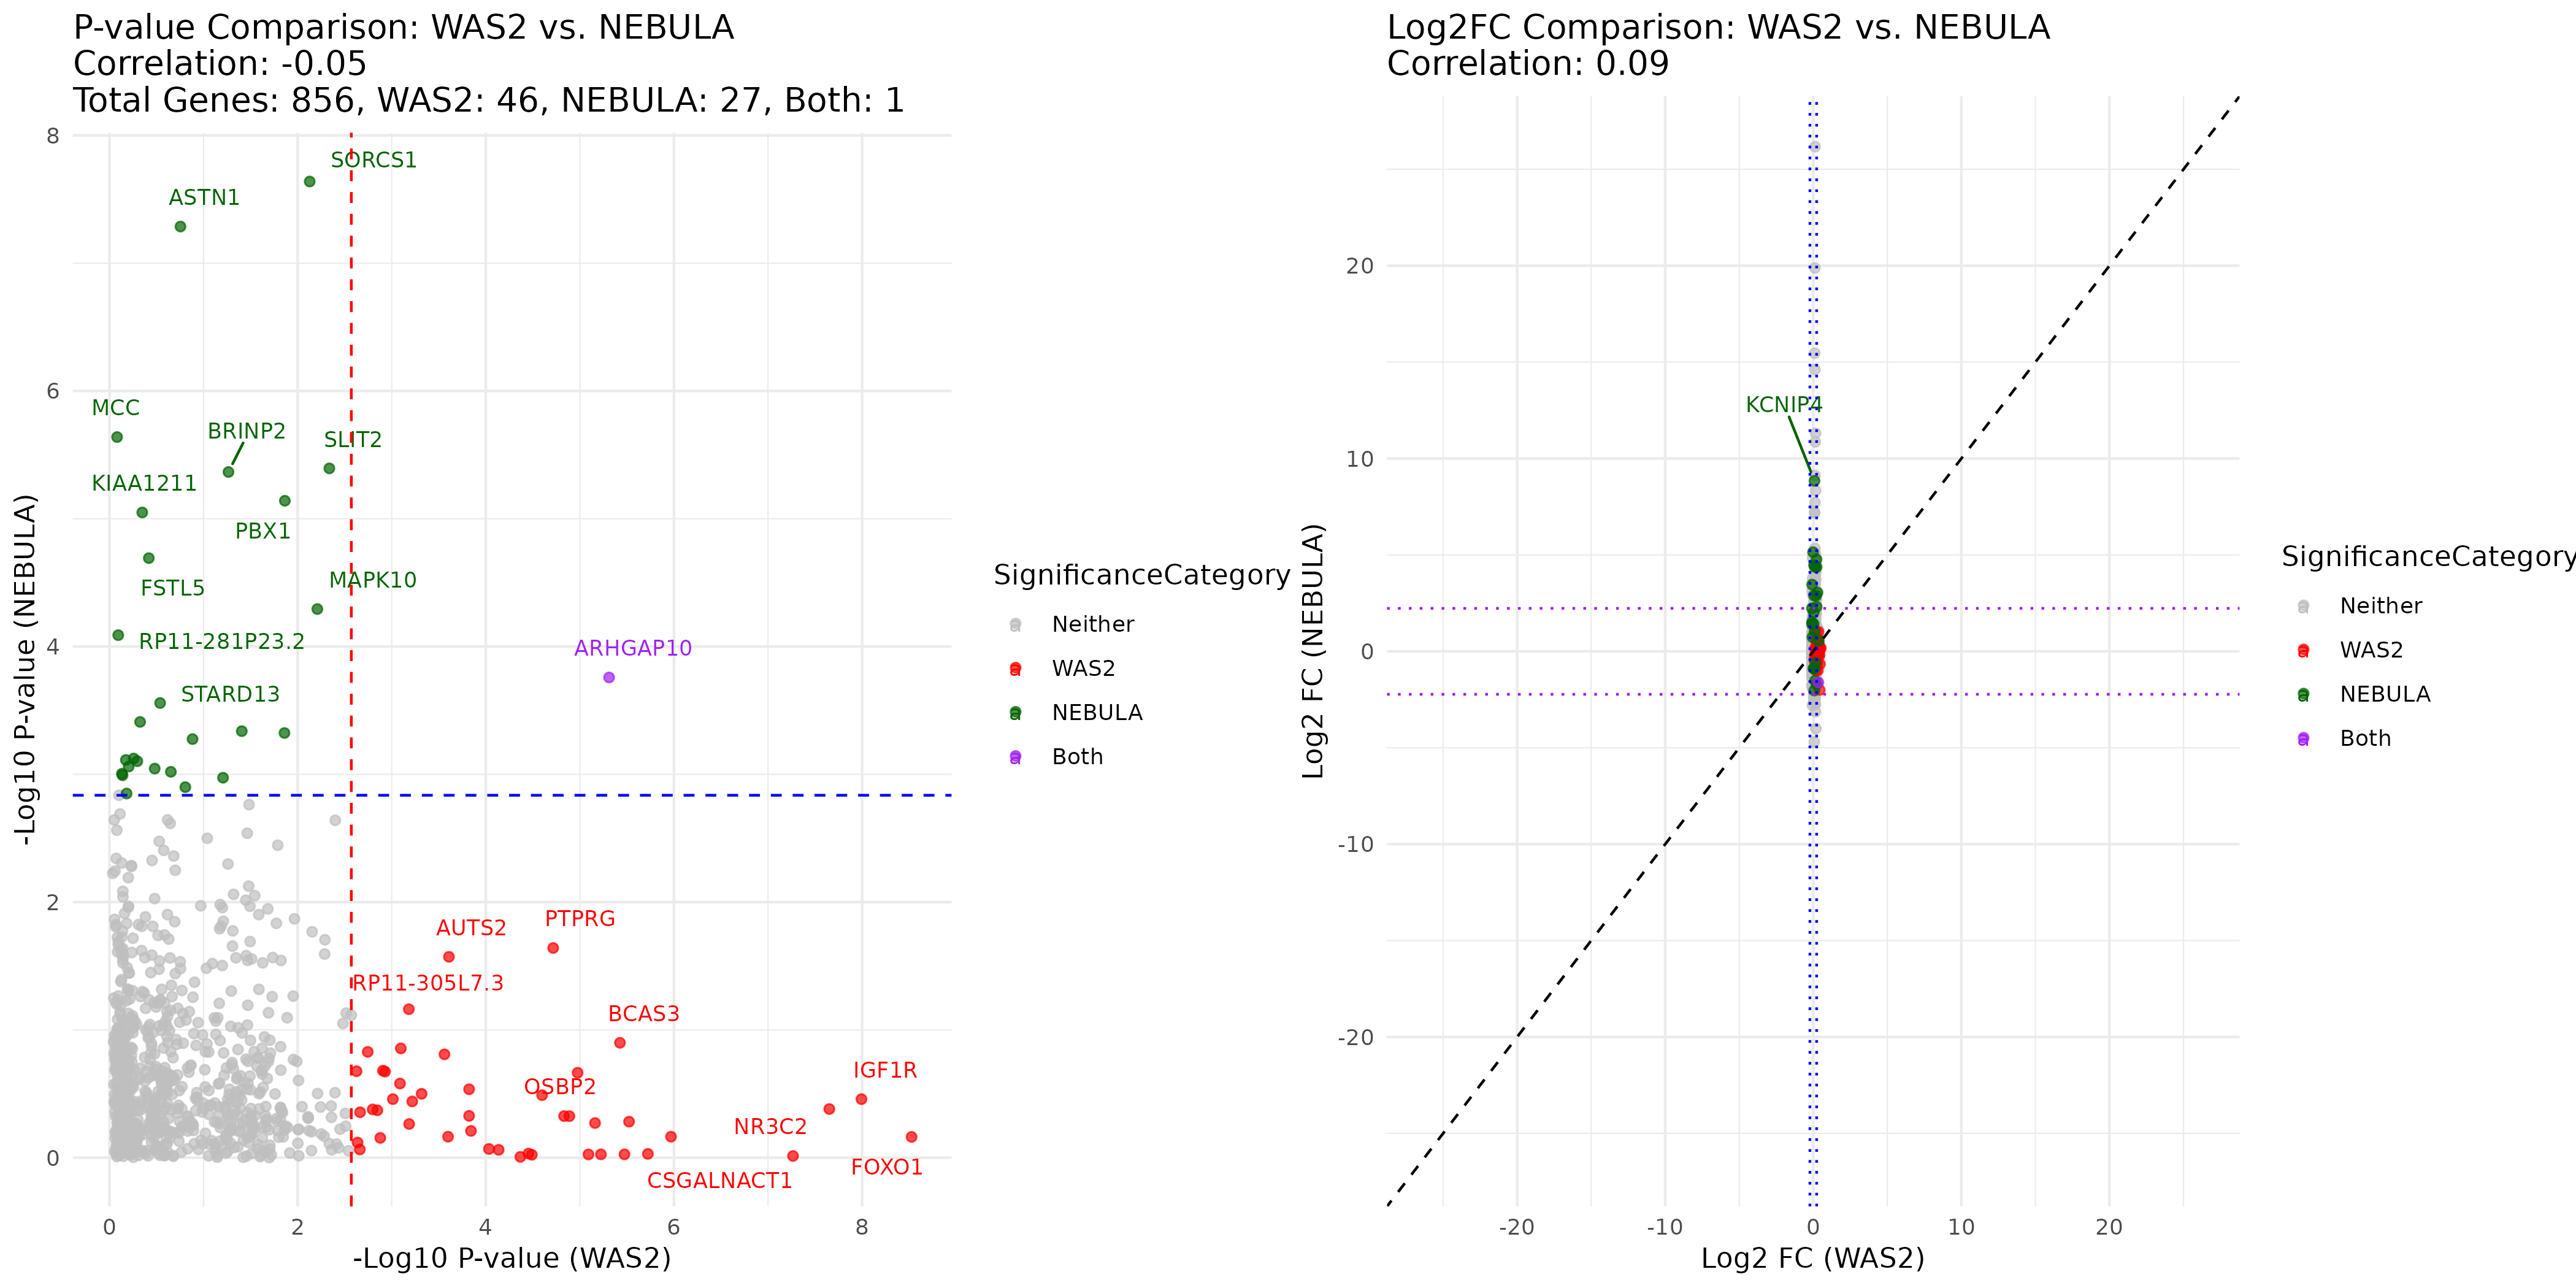 P-value Comparison: WAS2 vs. NEBULA
Correlation: -0.05
Total Genes: 856, WAS2: 46, NEBULA: 27, Both: 1
8
6
4
2
0
-Log10 P-value (NEBULA)
SORCS1
ASTN1
MCC
BRINP2
SLIT2
KIAA1211
PBX1
FSTL5
MAPK10
RP11-281P23.2
ARHGAP10
STARD13
AUTS2
PTPRG
RP11-305L7.3
BCAS3
IGF1R
OSBP2
NR3C2
FOXO1
CSGALNACT1
0
2
4
6
8
-Log10 P-value (WAS2)
SignificanceCategory
Neither
WAS2
NEBULA
Both
Log2FC Comparison: WAS2 vs. NEBULA
Correlation: 0.09
20
10
0
-10
-20
Log2 FC (NEBULA)
KCNIP4
-20
-10
0
10
20
Log2 FC (WAS2)
SignificanceCategory
a Neither
a WAS2
a NEBULA
a Both